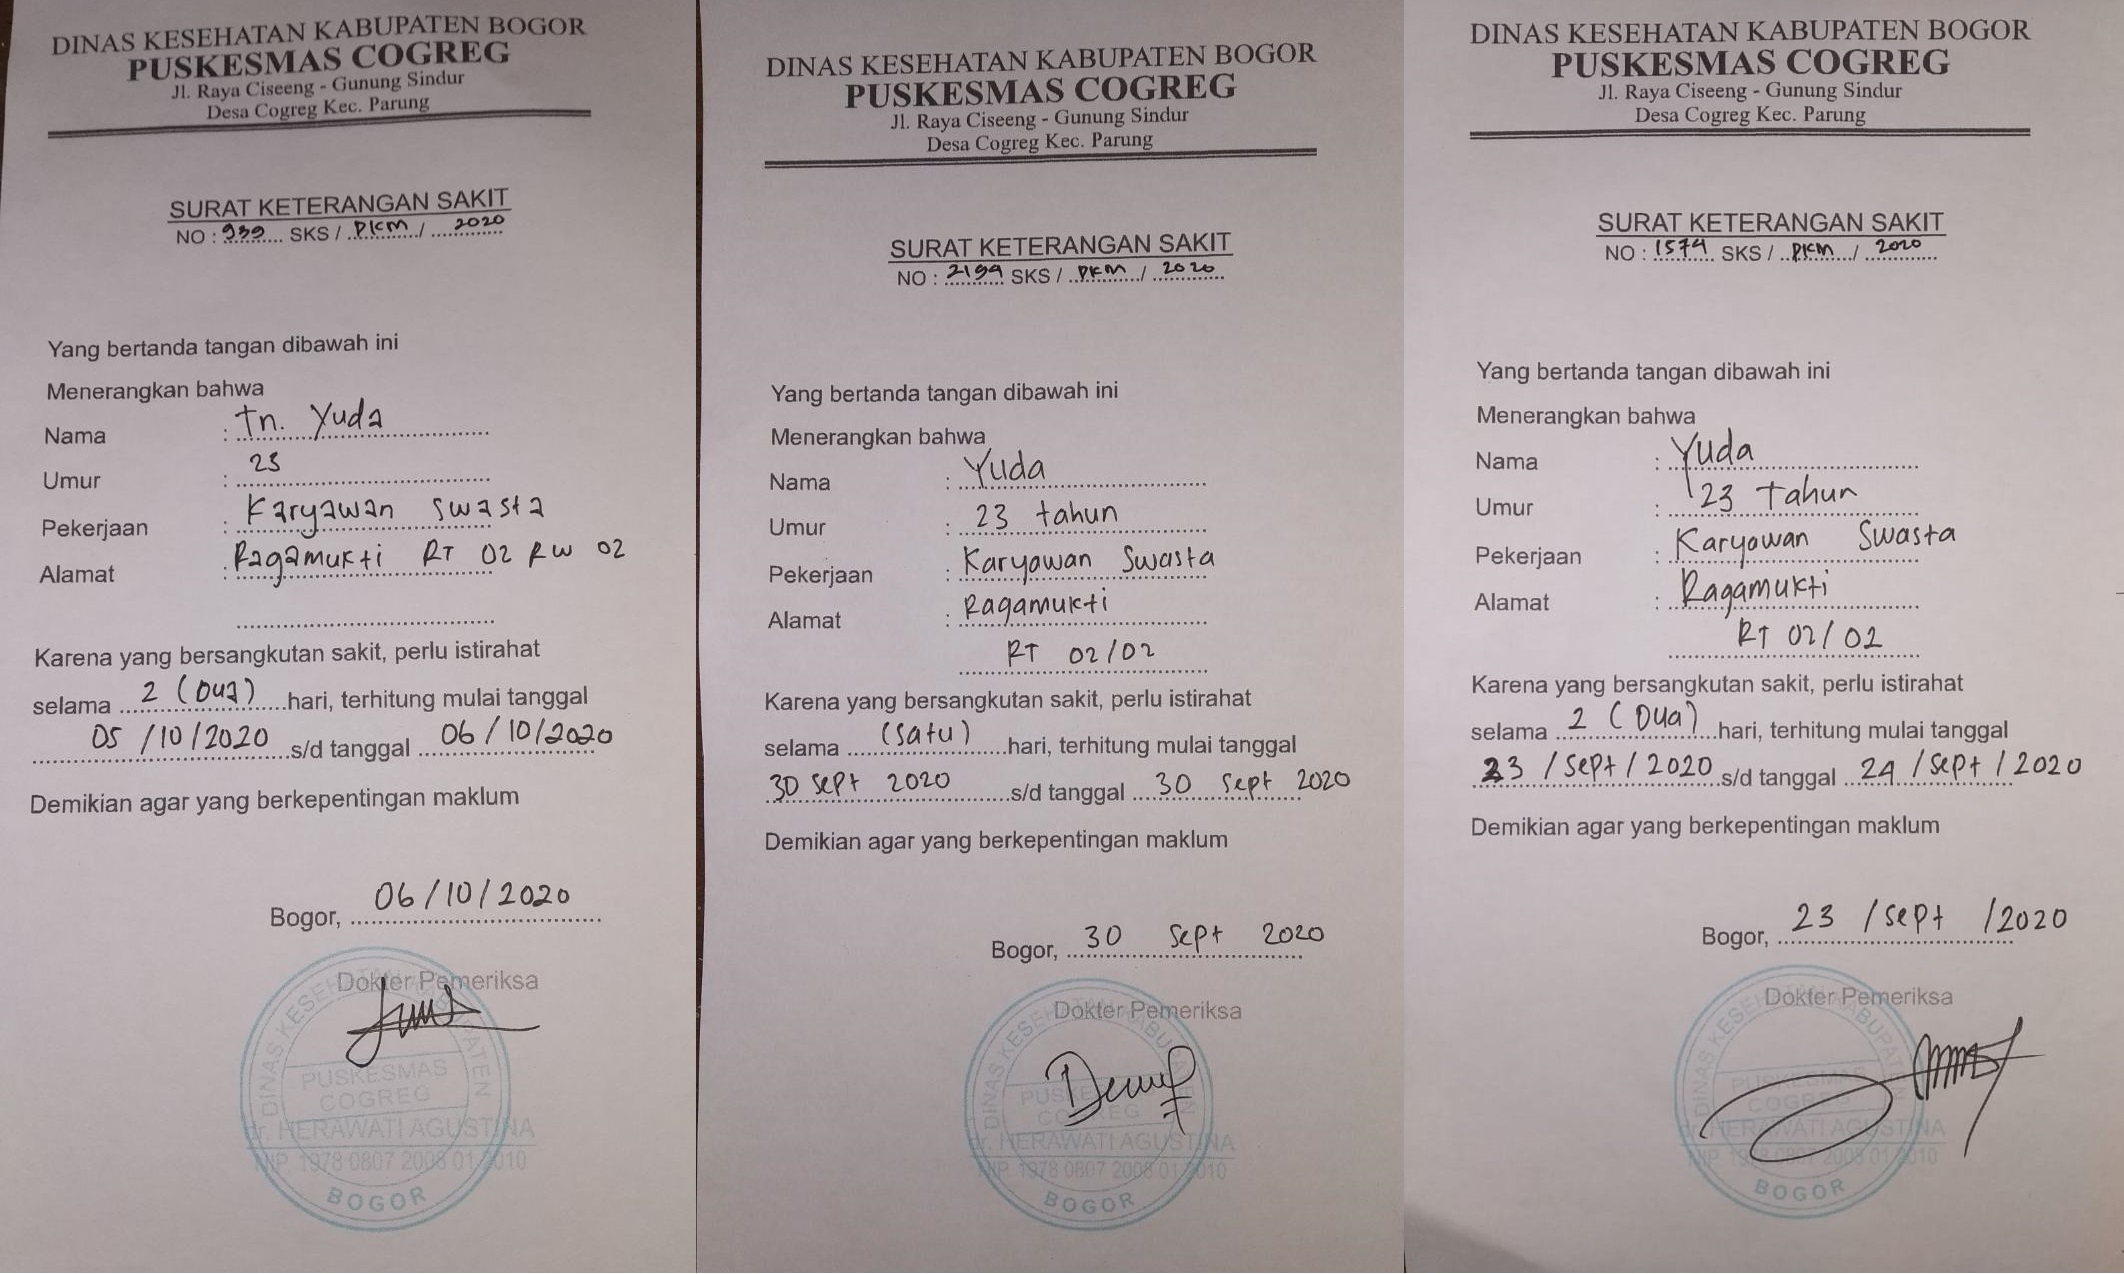 DINAS KESEHATAN KABUPATEN BOGOR
PUSKESMAS COGREG
Jl. Raya Ciseeng - Gunung Sindur
Desa Cogreg Kec. Parung
SURAT KETERANGAN SAKIT
NO : 939 SKS / PKM / 2020
Yang bertanda tangan dibawah ini
Menerangkan bahwa
Nama : Tn. Yuda
Umur : 23
Pekerjaan : Karyawan Swasta
Alamat : Ragamukti RT 02 RW 02
Karena yang bersangkutan sakit, perlu istirahat
selama 2 (Dua) hari, terhitung mulai tanggal
05 /10/2020 s/d tanggal 06/10/2020
Demikian agar yang berkepentingan maklum
Bogor, 06/10/2020
Dokter Pemeriksa
DINAS KESEHATAN KABUPATEN
PUSKESMAS
COGREG
dr. HERAWATI AGUSTINA
NIP. 1978 0807 2008 01 2010
BOGOR
DINAS KESEHATAN KABUPATEN BOGOR
PUSKESMAS COGREG
Jl. Raya Ciseeng - Gunung Sindur
Desa Cogreg Kec. Parung
SURAT KETERANGAN SAKIT
NO : 2194 SKS / PKM / 2020
Yang bertanda tangan dibawah ini
Menerangkan bahwa
Nama : Yuda
Umur : 23 tahun
Pekerjaan : Karyawan Swasta
Alamat : Ragamukti
RT 02/02
Karena yang bersangkutan sakit, perlu istirahat
selama (Satu) hari, terhitung mulai tanggal
30 Sept 2020 s/d tanggal 30 Sept 2020
Demikian agar yang berkepentingan maklum
Bogor, 30 Sept 2020
Dokter Pemeriksa
DINAS KESEHATAN KABUPATEN
PUSKESMAS
COGREG
dr. HERAWATI AGUSTINA
NIP. 1978 0807 2008 01 2010
BOGOR
DINAS KESEHATAN KABUPATEN BOGOR
PUSKESMAS COGREG
Jl. Raya Ciseeng - Gunung Sindur
Desa Cogreg Kec. Parung
SURAT KETERANGAN SAKIT
NO : 1574 SKS / PKM / 2020
Yang bertanda tangan dibawah ini
Menerangkan bahwa
Nama : Yuda
Umur : 23 Tahun
Pekerjaan : Karyawan Swasta
Alamat : Ragamukti
RT 02/02
Karena yang bersangkutan sakit, perlu istirahat
selama 2 (Dua) hari, terhitung mulai tanggal
23 / Sept / 2020 s/d tanggal 24 / Sept / 2020
Demikian agar yang berkepentingan maklum
Bogor, 23 / Sept / 2020
Dokter Pemeriksa
DINAS KESEHATAN KABUPATEN
PUSKESMAS
COGREG
HERAWATI AGUSTINA
NIP. 1978 0807 2008 01 2010
BOGOR